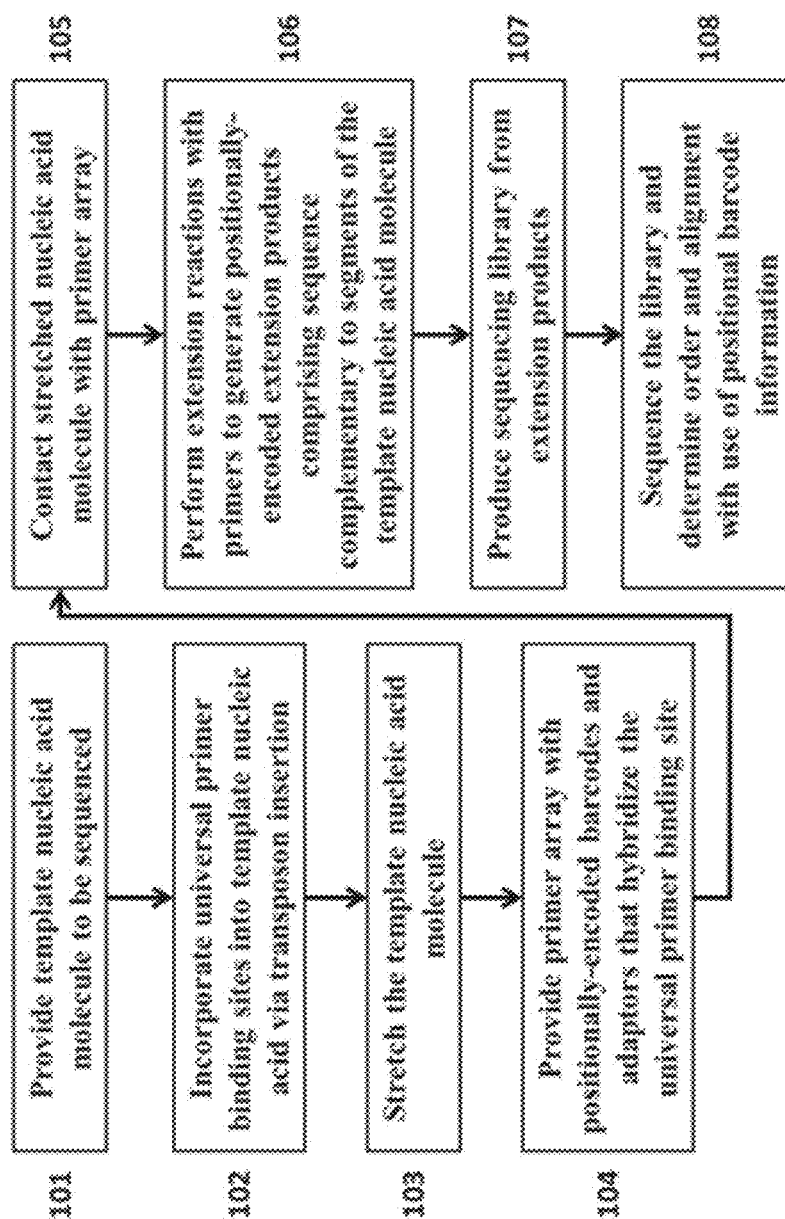 101
Provide template nucleic acid
molecule to be sequenced
102
Incorporate universal primer
binding sites into template nucleic
acid via transposon insertion
103
Stretch the template nucleic acid
molecule
104
Provide primer array with
positionally-encoded barcodes and
adaptors that hybridize the
universal primer binding site
105
Contact stretched nucleic acid
molecule with primer array
106
Perform extension reactions with
primers to generate positionally-
encoded extension products
comprising sequence
complementary to segments of the
template nucleic acid molecule
107
Produce sequencing library from
extension products
108
Sequence the library and
determine order and alignment
with use of positional barcode
information